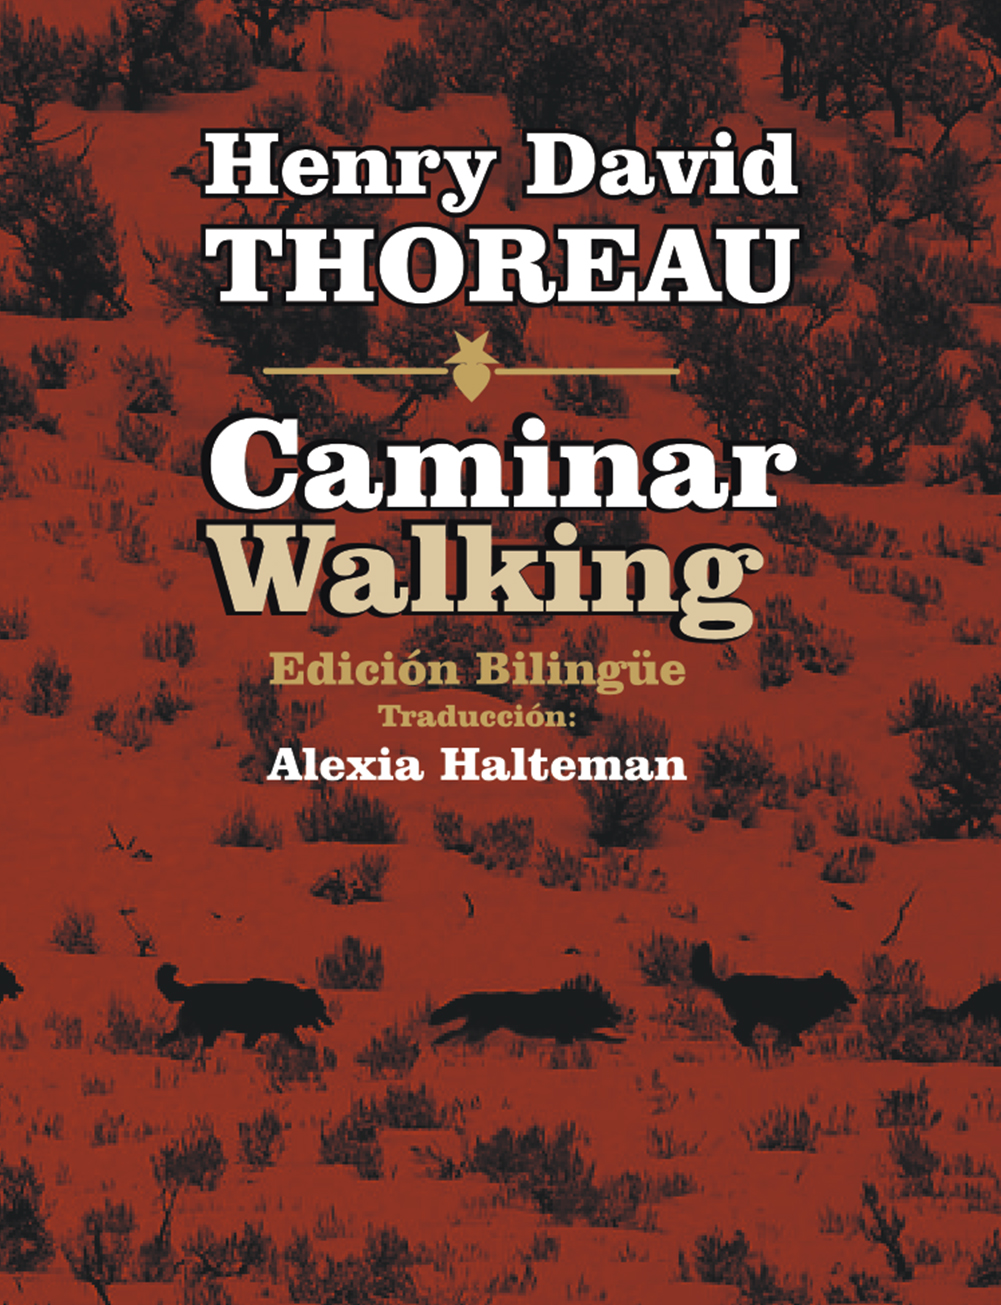 Henry David
THOREAU
Caminar
Walking
Edición Bilingüe
Traducción:
Alexia Halteman